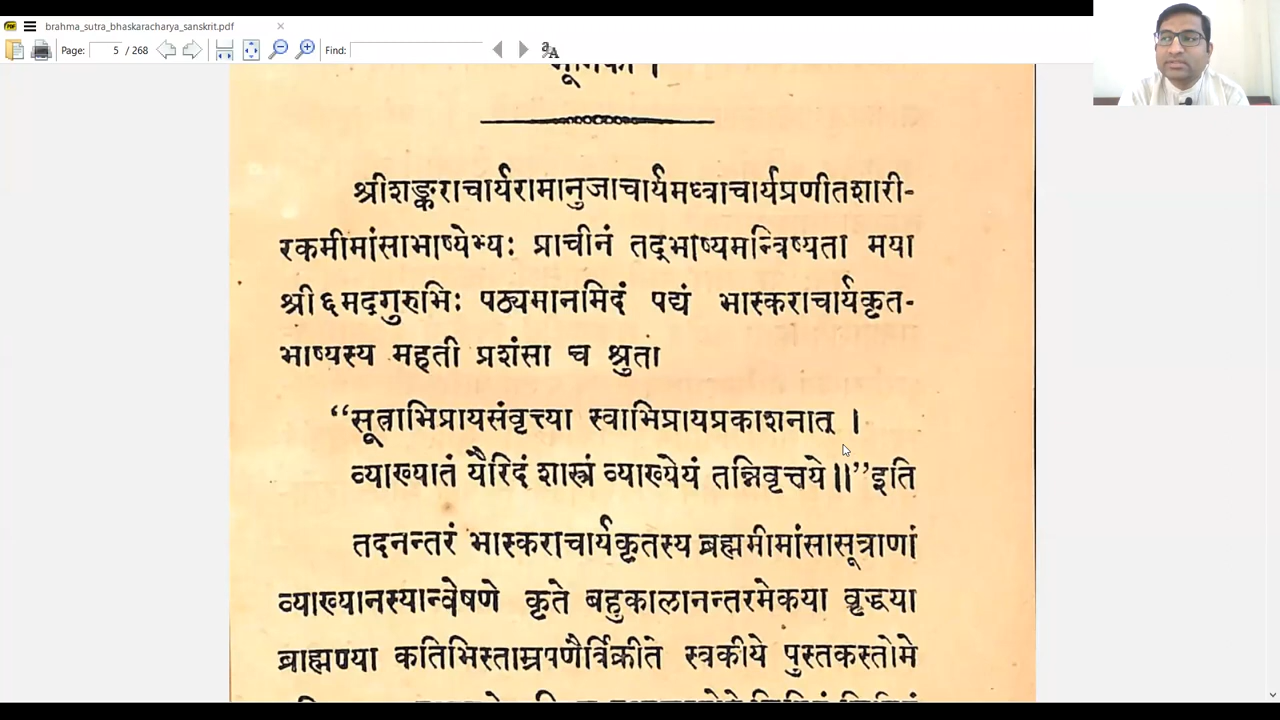 brahma_sutra_bhaskaracharya_sanskrit.pdf
Page: 5 / 268 Find:
भूमिका ।
श्रीशङ्कराचार्यरामानुजाचार्यमध्वाचार्यप्रणीतशारी-
रकमीमांसाभाष्येभ्यः प्राचीनं तद्भाष्यमन्विष्यता मया
श्री६मदगुरुभिः पठ्यमानमिदं पद्यं भास्कराचार्यकृत-
भाष्यस्य महती प्रशंसा च श्रुता
“सूत्राभिप्रायसंवृत्त्या स्वाभिप्रायप्रकाशनात् ।
व्याख्यातं यैरिदं शास्त्रं व्याख्येयं तन्निवृत्तये॥”इति
तदनन्तरं भास्कराचार्यकृतस्य ब्रह्ममीमांसासूत्राणां
व्याख्यानस्यान्वेषणे कृते बहुकालानन्तरमेकया वृद्धया
ब्राह्मण्या कतिभिस्ताम्रपणैर्विक्रीते स्वकीये पुस्तकस्तोमे